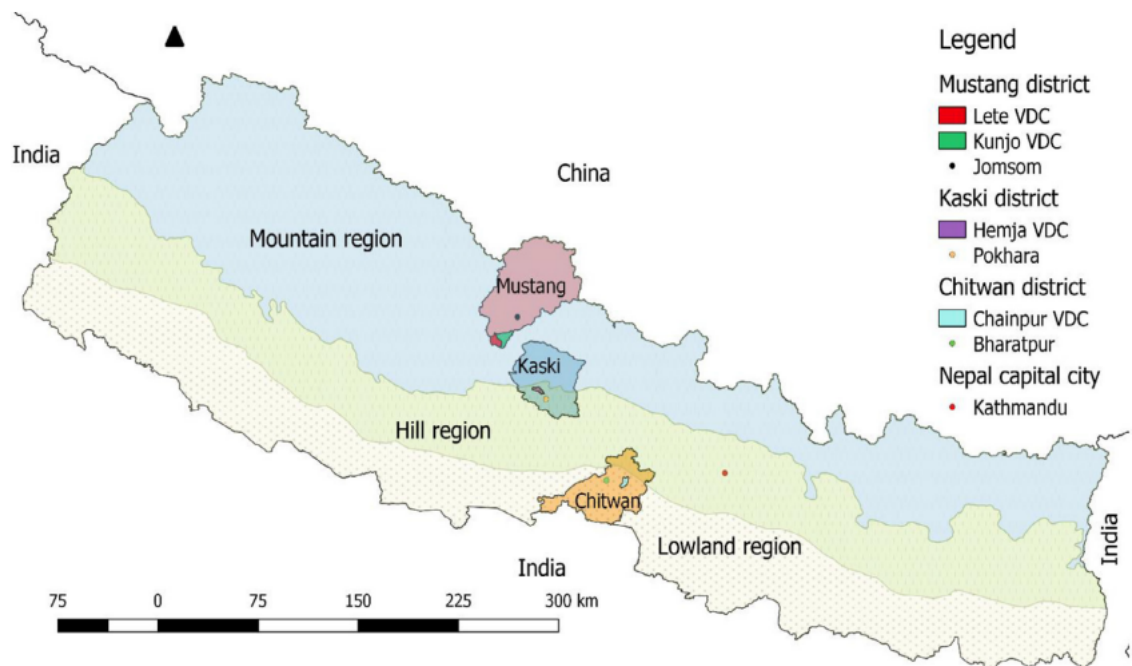 Legend
Mustang district
Lete VDC
Kunjo VDC
Jomsom
Kaski district
Hemja VDC
Pokhara
Chitwan district
Chainpur VDC
Bharatpur
Nepal capital city
Kathmandu
India
China
Mountain region
Mustang
Kaski
Hill region
Chitwan
Lowland region
India
India
75 0 75 150 225 300 km